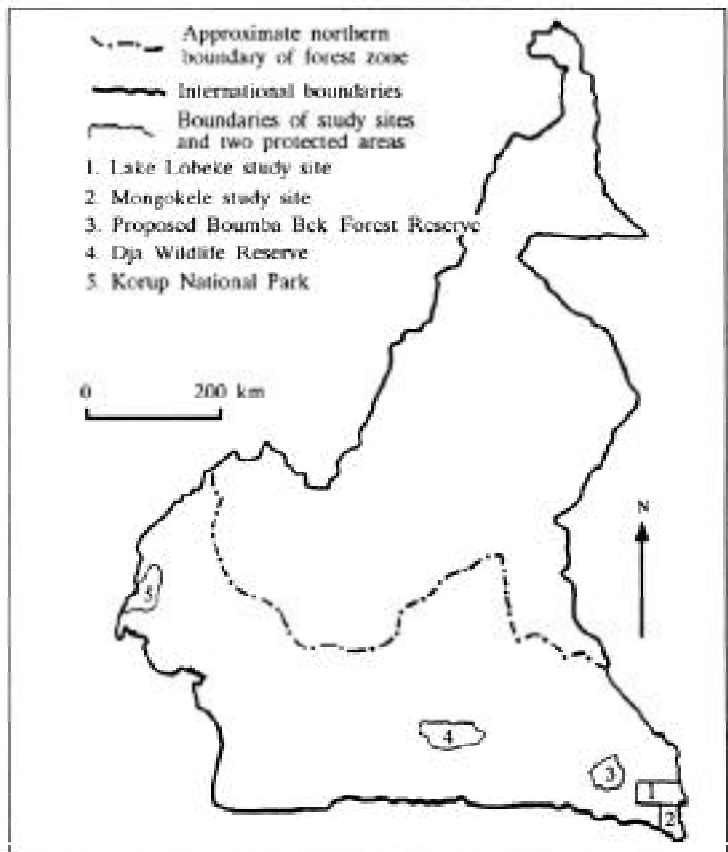 Approximate northern
boundary of forest zone
International boundaries
Boundaries of study sites
and two protected areas
1. Lake Lobeke study site
2. Mongokele study site
3. Proposed Boumba Bek Forest Reserve
4. Dja Wildlife Reserve
5. Korup National Park
0 200 km
N
5
4
3
1
2